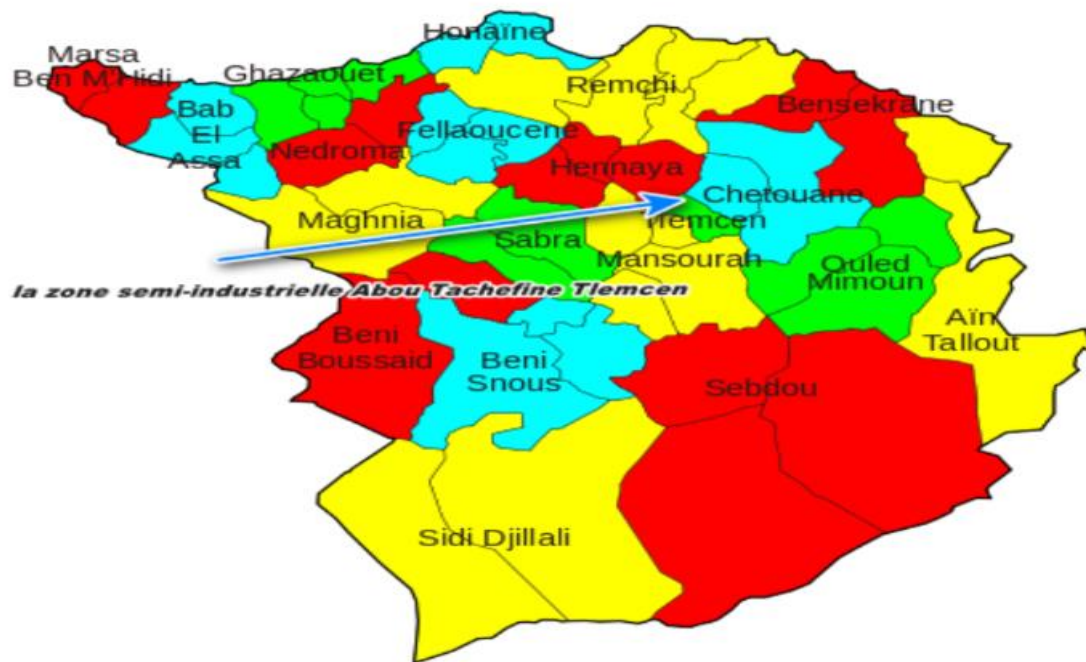 Honaïne
Marsa
Ben M'Hidi
Ghazaouet
Remchi
Bab
El
Assa
Bensekrane
Fellaoucene
Nedroma
Hennaya
Chetouane
Maghnia
Tlemcen
Sabra
Mansourah
Ouled
Mimoun
la zone semi-industrielle Abou Tachefine Tlemcen
Aïn
Tallout
Beni
Boussaid
Beni
Snous
Sebdou
Sidi Djillali